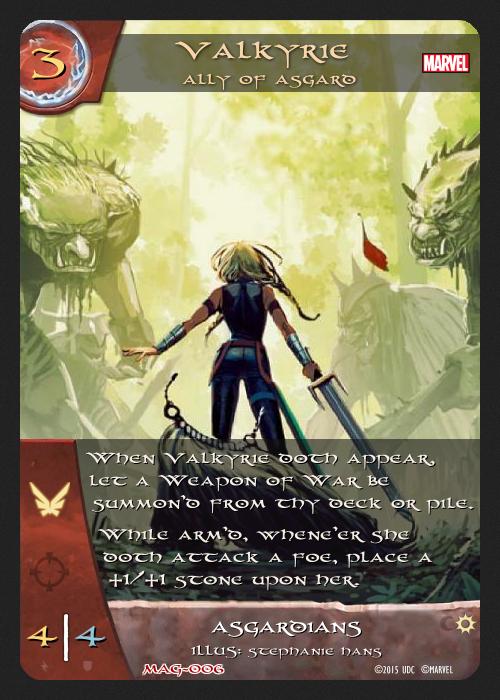 3
Valkyrie
MARVEL
Ally of Asgard
When Valkyrie doth appear,
let a Weapon of War be
summon'd from thy deck or pile.
While arm'd, whene'er she
doth attack a foe, place a
+1/+1 stone upon her.
4|4
Asgardians
Illus: Stephanie Hans
MAG-006
©2015 UDC ©MARVEL